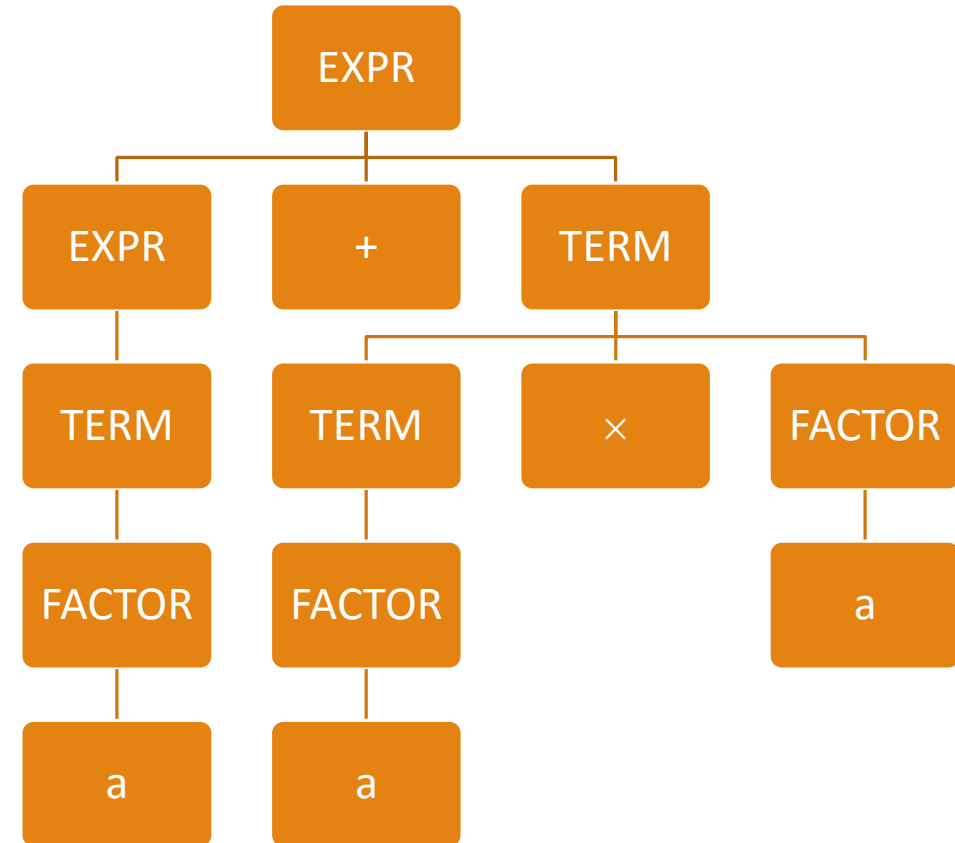 EXPR
EXPR + TERM
TERM TERM × FACTOR
FACTOR FACTOR a
a a